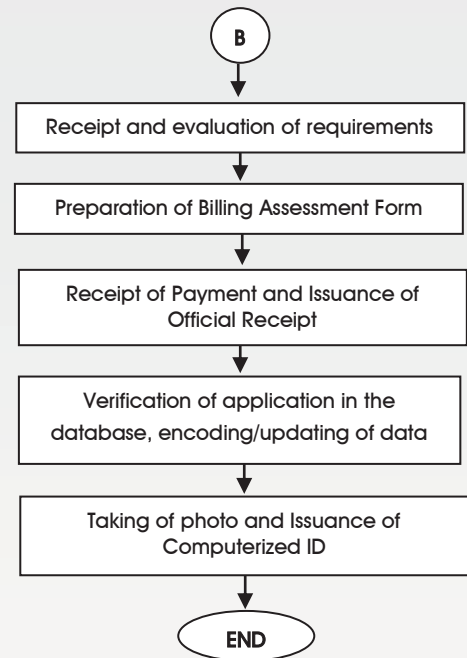 B
Receipt and evaluation of requirements
Preparation of Billing Assessment Form
Receipt of Payment and Issuance of
Official Receipt
Verification of application in the
database, encoding/updating of data
Taking of photo and Issuance of
Computerized ID
END